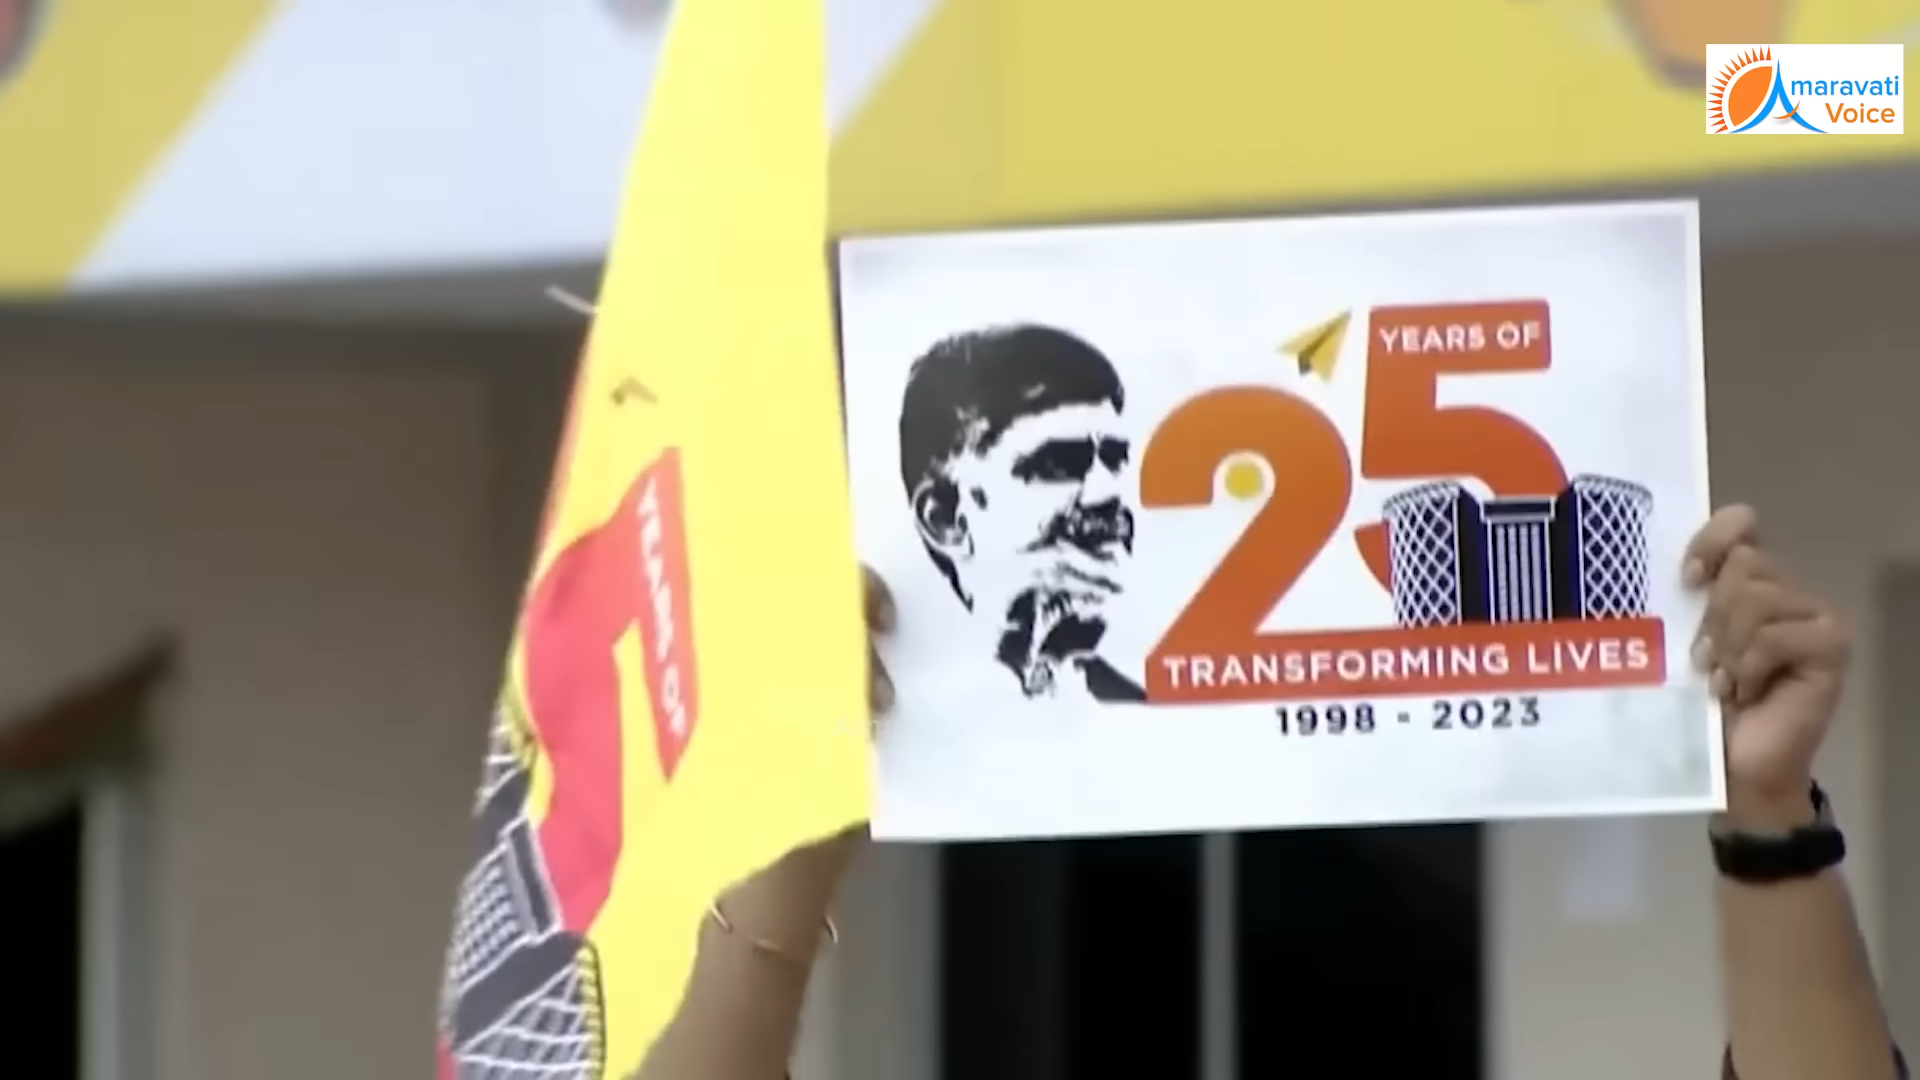 Amaravati
Voice
YEARS OF
25
TRANSFORMING LIVES
1998 - 2023
YEARS OF